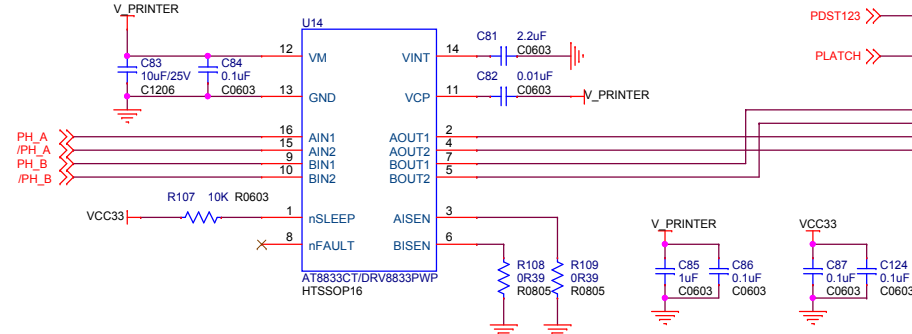 V_PRINTER
U14
PDST123
C81 2.2uF
12 VM VINT 14 C0603
PLATCH
C83 C84
10uF/25V 0.1uF
C82 0.01uF
C1206 C0603
13 GND VCP 11 C0603 V_PRINTER
PH_A 16 AIN1 AOUT1 2
/PH_A 15 AIN2 AOUT2 4
PH_B 9 BIN1 BOUT1 7
/PH_B 10 BIN2 BOUT2 5
R107 10K R0603
VCC33 1 nSLEEP AISEN 3
V_PRINTER VCC33
8 nFAULT BISEN 6
R108 R109
0R39 0R39
R0805 R0805
C85 C86 C87 C124
1uF 0.1uF 0.1uF 0.1uF
C0603 C0603 C0603 C0603
AT8833CT/DRV8833PWP
HTSSOP16